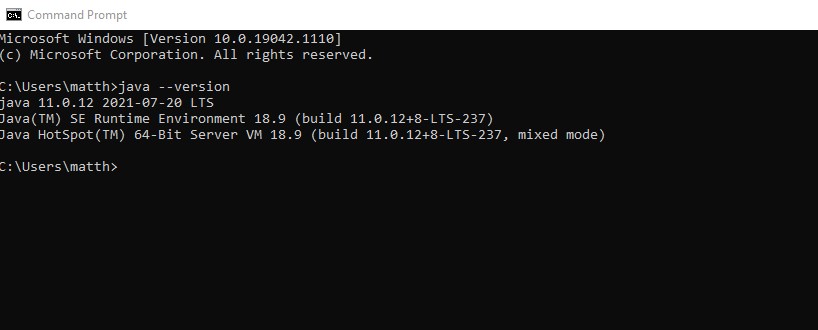 Command Prompt
Microsoft Windows [Version 10.0.19042.1110]
(c) Microsoft Corporation. All rights reserved.
C:\Users\matth>java --version
java 11.0.12 2021-07-20 LTS
Java(TM) SE Runtime Environment 18.9 (build 11.0.12+8-LTS-237)
Java HotSpot(TM) 64-Bit Server VM 18.9 (build 11.0.12+8-LTS-237, mixed mode)
C:\Users\matth>